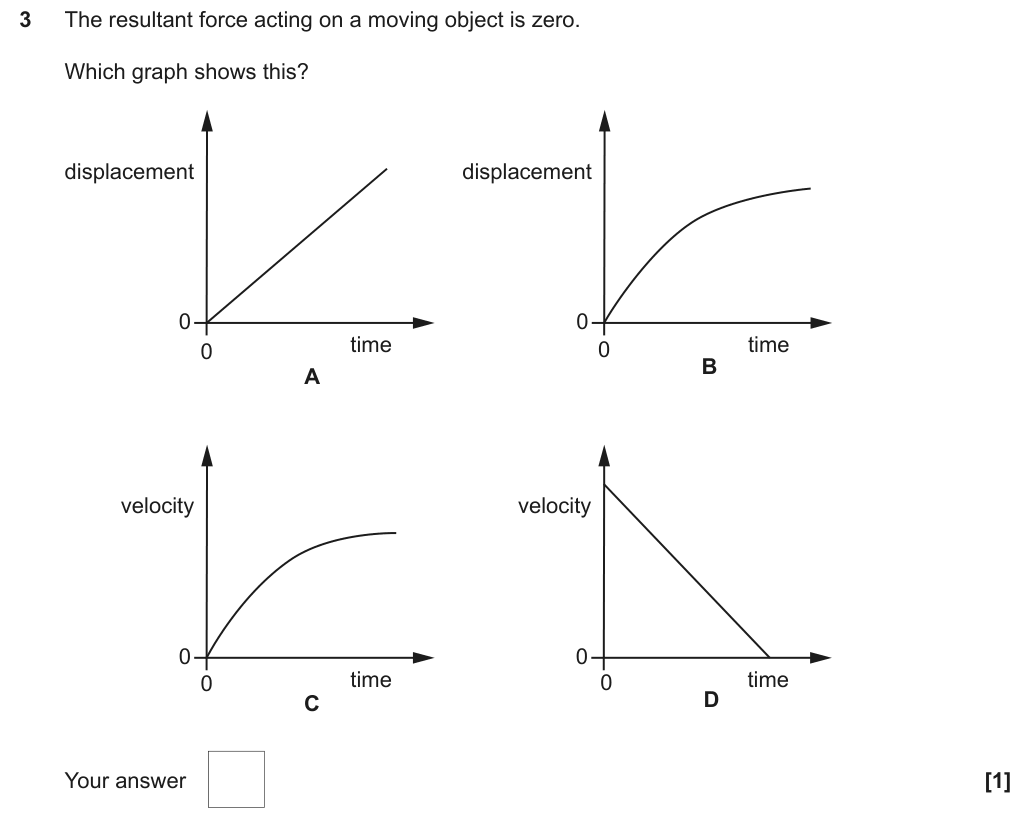 3 The resultant force acting on a moving object is zero.
Which graph shows this?
displacement
0
0
time
A
displacement
0
0
time
B
velocity
0
0
time
C
velocity
0
0
time
D
Your answer
[1]